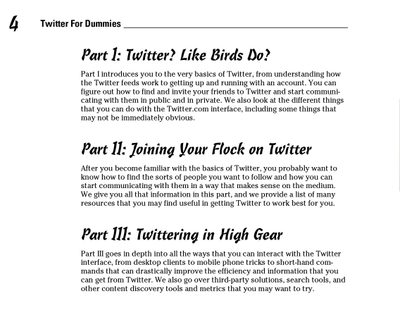 4
Twitter For Dummies
Part I: Twitter? Like Birds Do?
Part I introduces you to the very basics of Twitter, from understanding how
the Twitter feeds work to getting up and running with an account. You can
figure out how to find and invite your friends to Twitter and start communi-
cating with them in public and in private. We also look at the different things
that you can do with the Twitter.com interface, including some things that
may not be immediately obvious.
Part II: Joining Your Flock on Twitter
After you become familiar with the basics of Twitter, you probably want to
know how to find the sorts of people you want to follow and how you can
start communicating with them in a way that makes sense on the medium.
We give you all that information in this part, and we provide a list of many
resources that you may find useful in getting Twitter to work best for you.
Part III: Twittering in High Gear
Part III goes in depth into all the ways that you can interact with the Twitter
interface, from desktop clients to mobile phone tricks to short-hand com-
mands that can drastically improve the efficiency and information that you
can get from Twitter. We also go over third-party solutions, search tools, and
other content discovery tools and metrics that you may want to try.